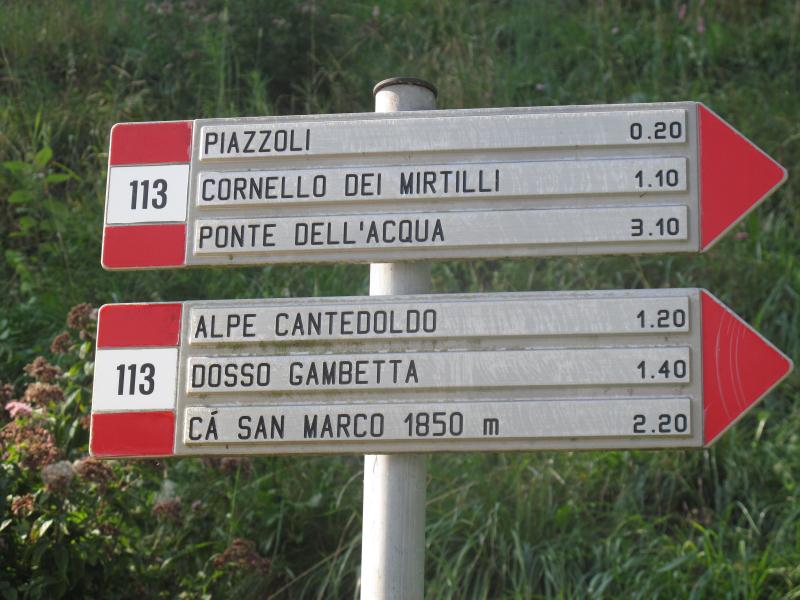 113
PIAZZOLI 0.20
CORNELLO DEI MIRTILLI 1.10
PONTE DELL'ACQUA 3.10
113
ALPE CANTEDOLDO 1.20
DOSSO GAMBETTA 1.40
CÁ SAN MARCO 1850 m 2.20